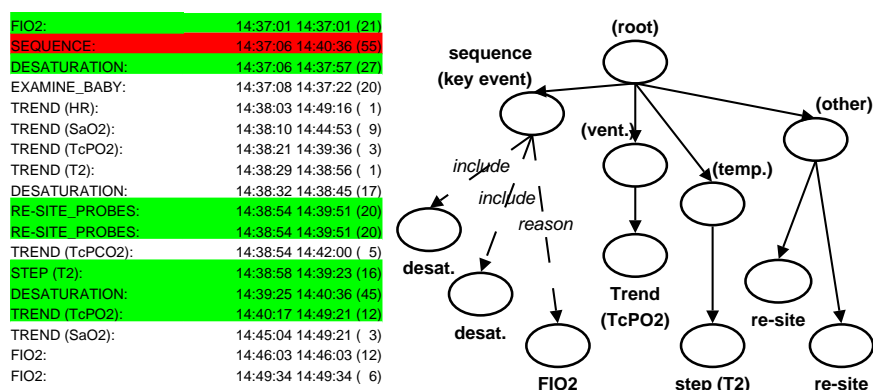 FIO2: 14:37:01 14:37:01 (21)
SEQUENCE: 14:37:06 14:40:36 (55)
DESATURATION: 14:37:06 14:37:57 (27)
EXAMINE_BABY: 14:37:08 14:37:22 (20)
TREND (HR): 14:38:03 14:49:16 ( 1)
TREND (SaO2): 14:38:10 14:44:53 ( 9)
TREND (TcPO2): 14:38:21 14:39:36 ( 3)
TREND (T2): 14:38:29 14:38:56 ( 1)
DESATURATION: 14:38:32 14:38:45 (17)
RE-SITE_PROBES: 14:38:54 14:39:51 (20)
RE-SITE_PROBES: 14:38:54 14:39:51 (20)
TREND (TcPCO2): 14:38:54 14:42:00 ( 5)
STEP (T2): 14:38:58 14:39:23 (16)
DESATURATION: 14:39:25 14:40:36 (45)
TREND (TcPO2): 14:40:17 14:49:21 (12)
TREND (SaO2): 14:45:04 14:49:21 ( 3)
FIO2: 14:46:03 14:46:03 (12)
FIO2: 14:49:34 14:49:34 ( 6)
(root)
sequence
(key event)
(vent.)
(temp.)
(other)
include
include
reason
desat.
desat.
FIO2
Trend
(TcPO2)
step (T2)
re-site
re-site